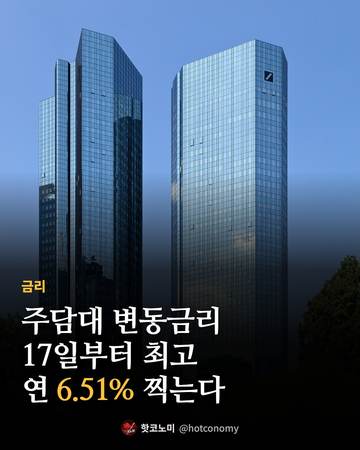 금리
주담대 변동금리
17일부터 최고
연 6.51% 찍는다
핫코노미 @hotconomy